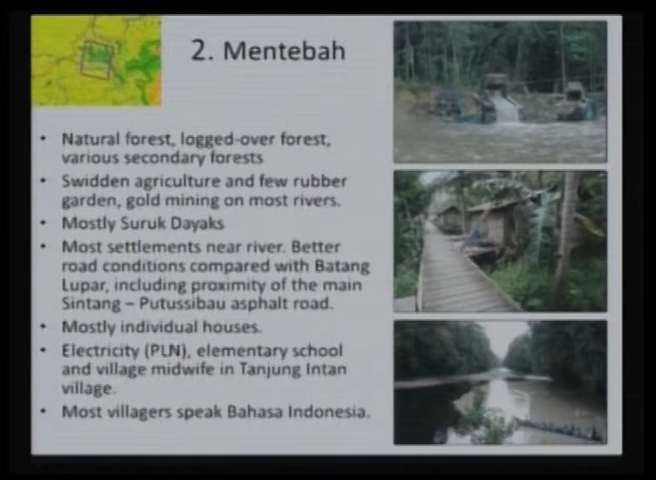 2. Mentebah
• Natural forest, logged-over forest,
various secondary forests
• Swidden agriculture and few rubber
garden, gold mining on most rivers.
• Mostly Suruk Dayaks
• Most settlements near river. Better
road conditions compared with Batang
Lupar, including proximity of the main
Sintang – Putussibau asphalt road.
• Mostly individual houses.
• Electricity (PLN), elementary school
and village midwife in Tanjung Intan
village.
• Most villagers speak Bahasa Indonesia.